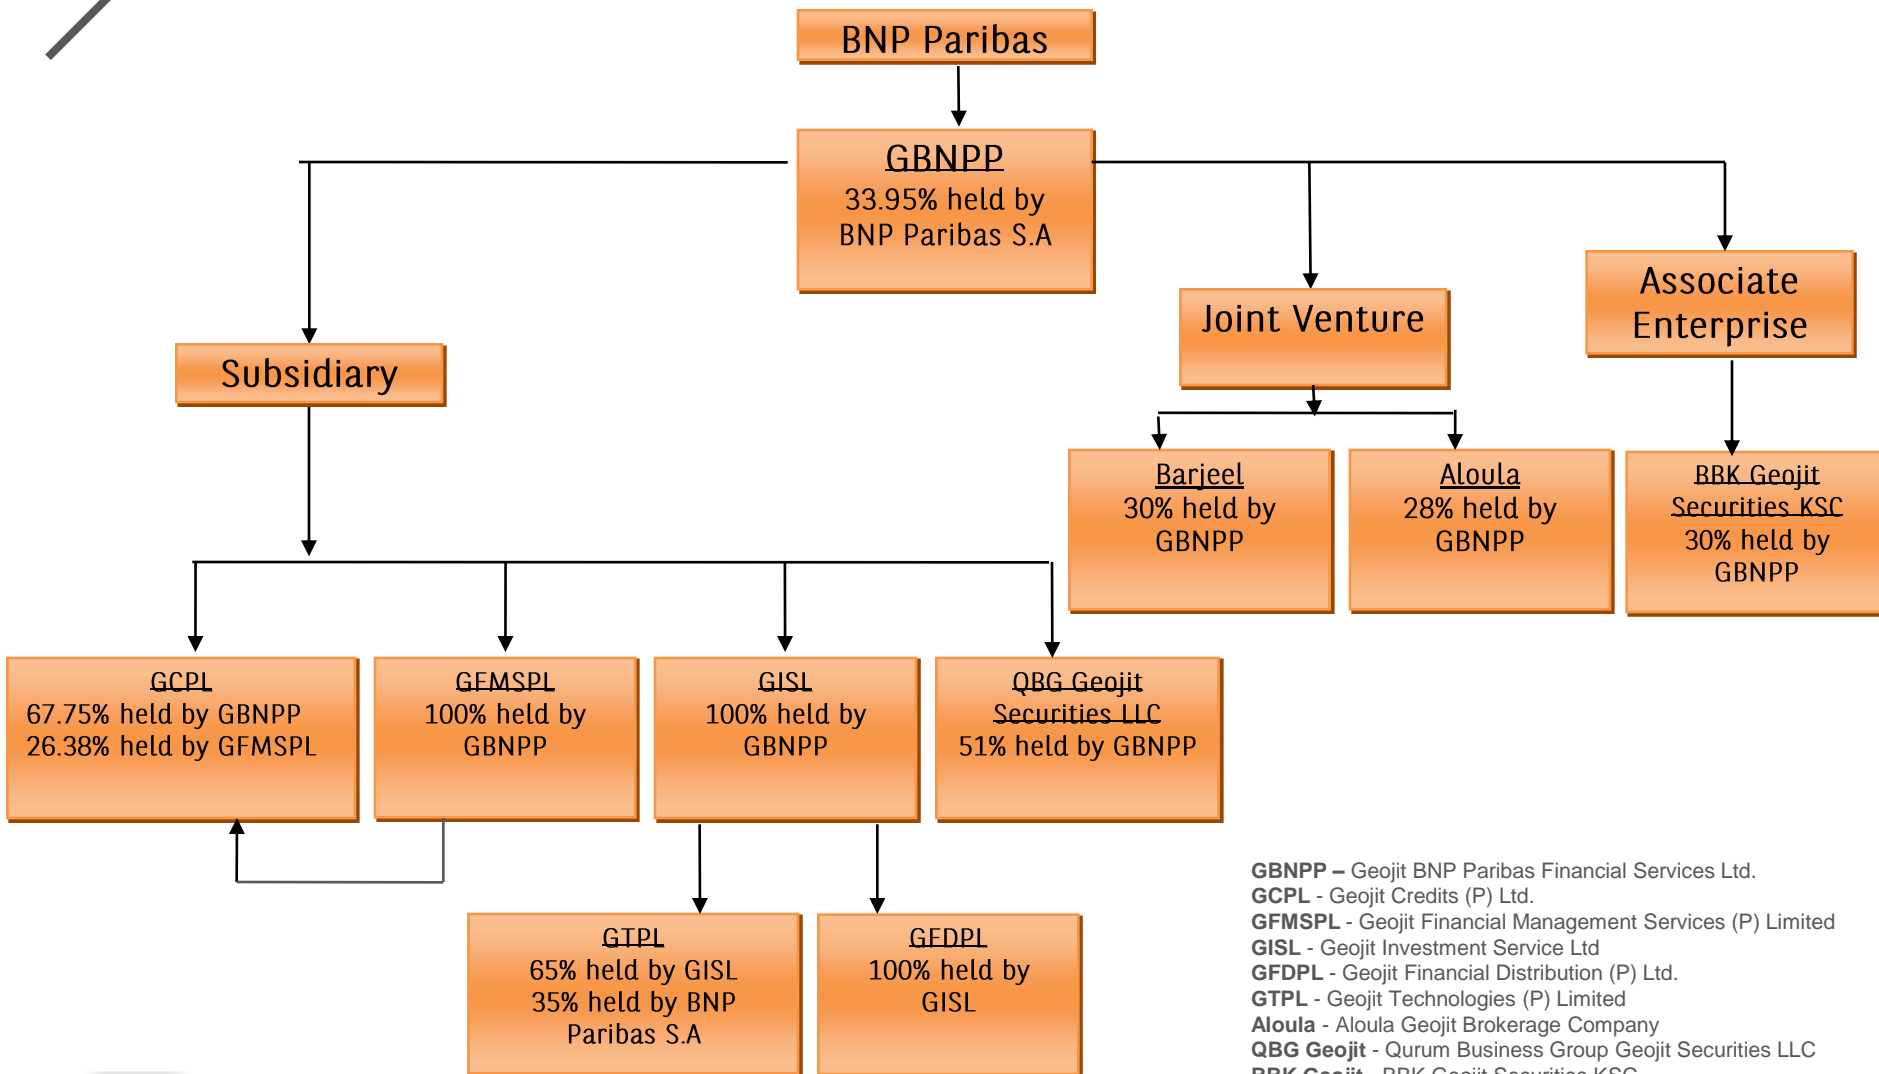 BNP Paribas
GBNPP
33.95% held by
BNP Paribas S.A
Associate
Enterprise
Joint Venture
Subsidiary
Barjeel
30% held by
GBNPP
Aloula
28% held by
GBNPP
BBK Geojit
Securities KSC
30% held by
GBNPP
GCPL
67.75% held by GBNPP
26.38% held by GFMSPL
GFMSPL
100% held by
GBNPP
GISL
100% held by
GBNPP
QBG Geojit
Securities LLC
51% held by GBNPP
GTPL
65% held by GISL
35% held by BNP
Paribas S.A
GFDPL
100% held by
GISL
GBNPP – Geojit BNP Paribas Financial Services Ltd.
GCPL - Geojit Credits (P) Ltd.
GFMSPL - Geojit Financial Management Services (P) Limited
GISL - Geojit Investment Service Ltd
GFDPL - Geojit Financial Distribution (P) Ltd.
GTPL - Geojit Technologies (P) Limited
Aloula - Aloula Geojit Brokerage Company
QBG Geojit - Qurum Business Group Geojit Securities LLC
BBK Geojit - BBK Geojit Securities KSC